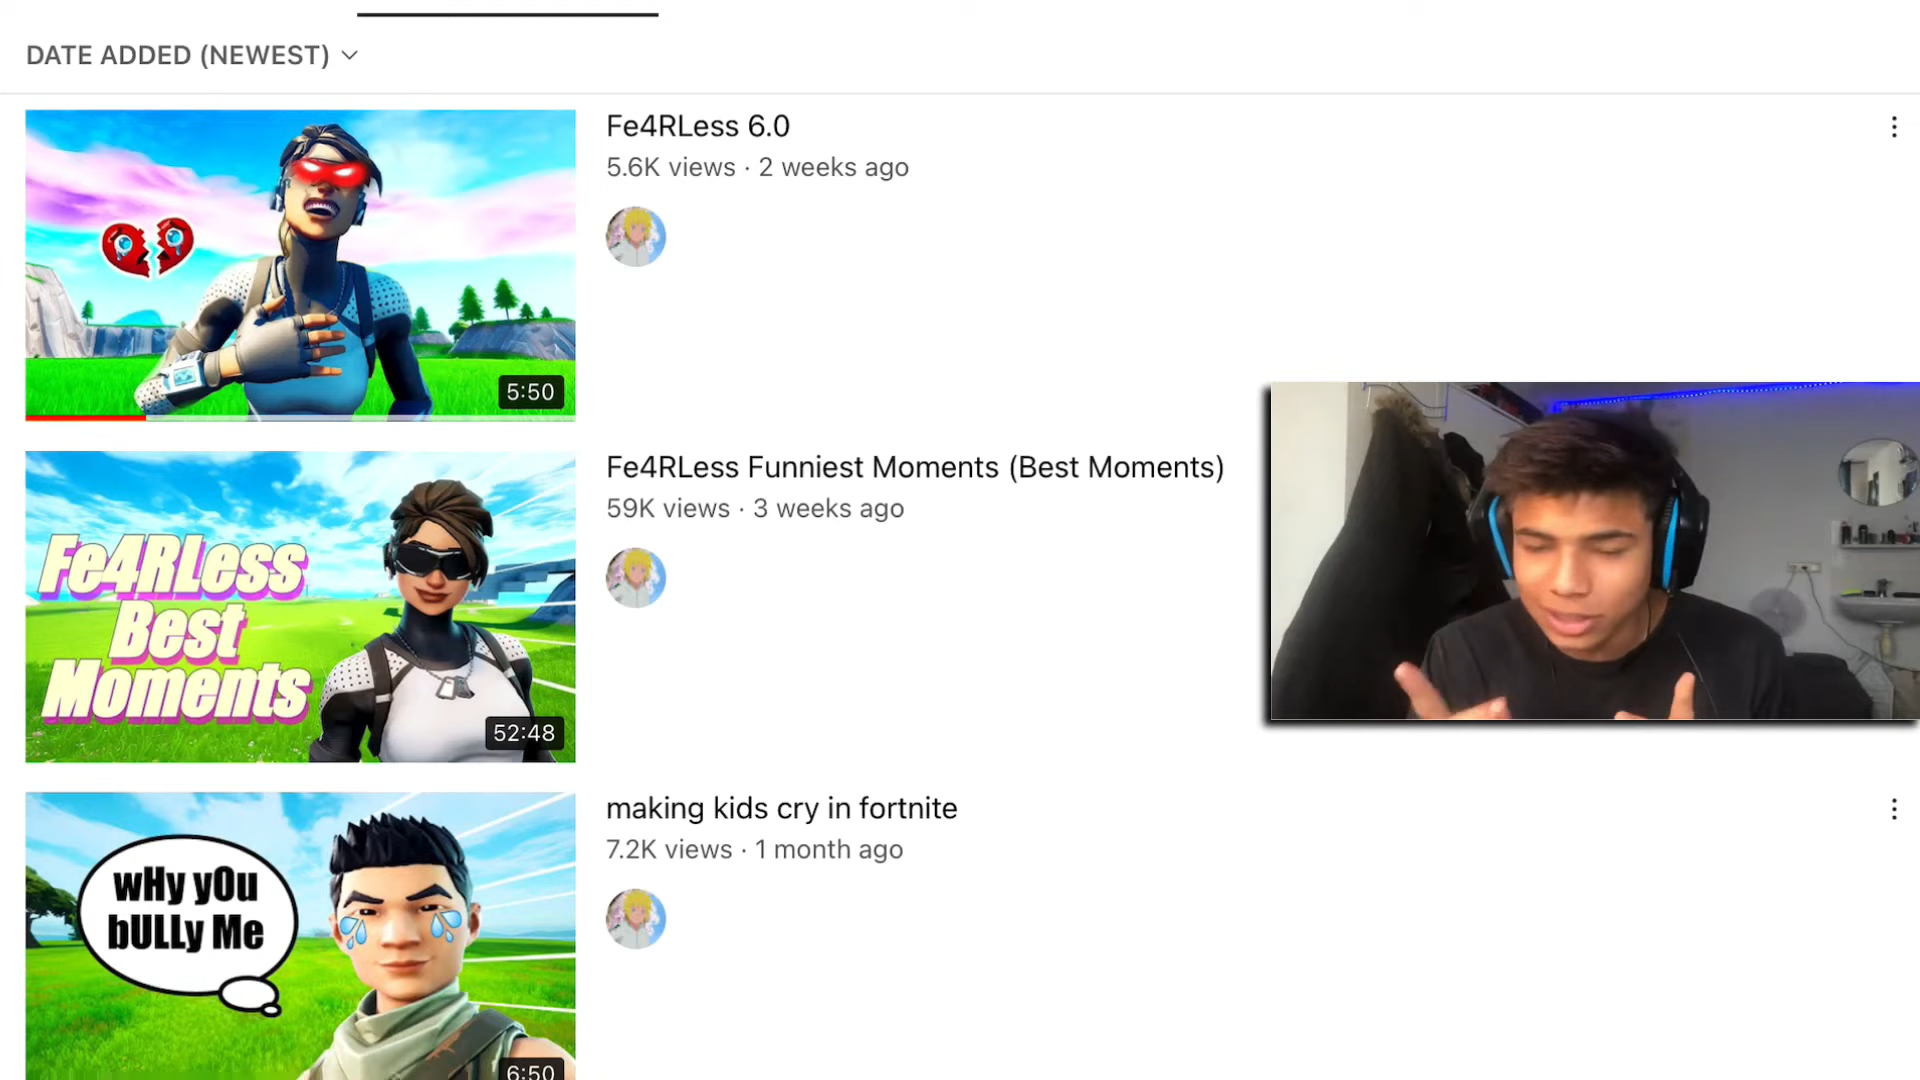 DATE ADDED (NEWEST)
Fe4RLess 6.0
5.6K views · 2 weeks ago
5:50
Fe4RLess Funniest Moments (Best Moments)
59K views · 3 weeks ago
Fe4RLess
Best
Moments
52:48
making kids cry in fortnite
7.2K views · 1 month ago
wHy yOu
bULLy Me
6:50